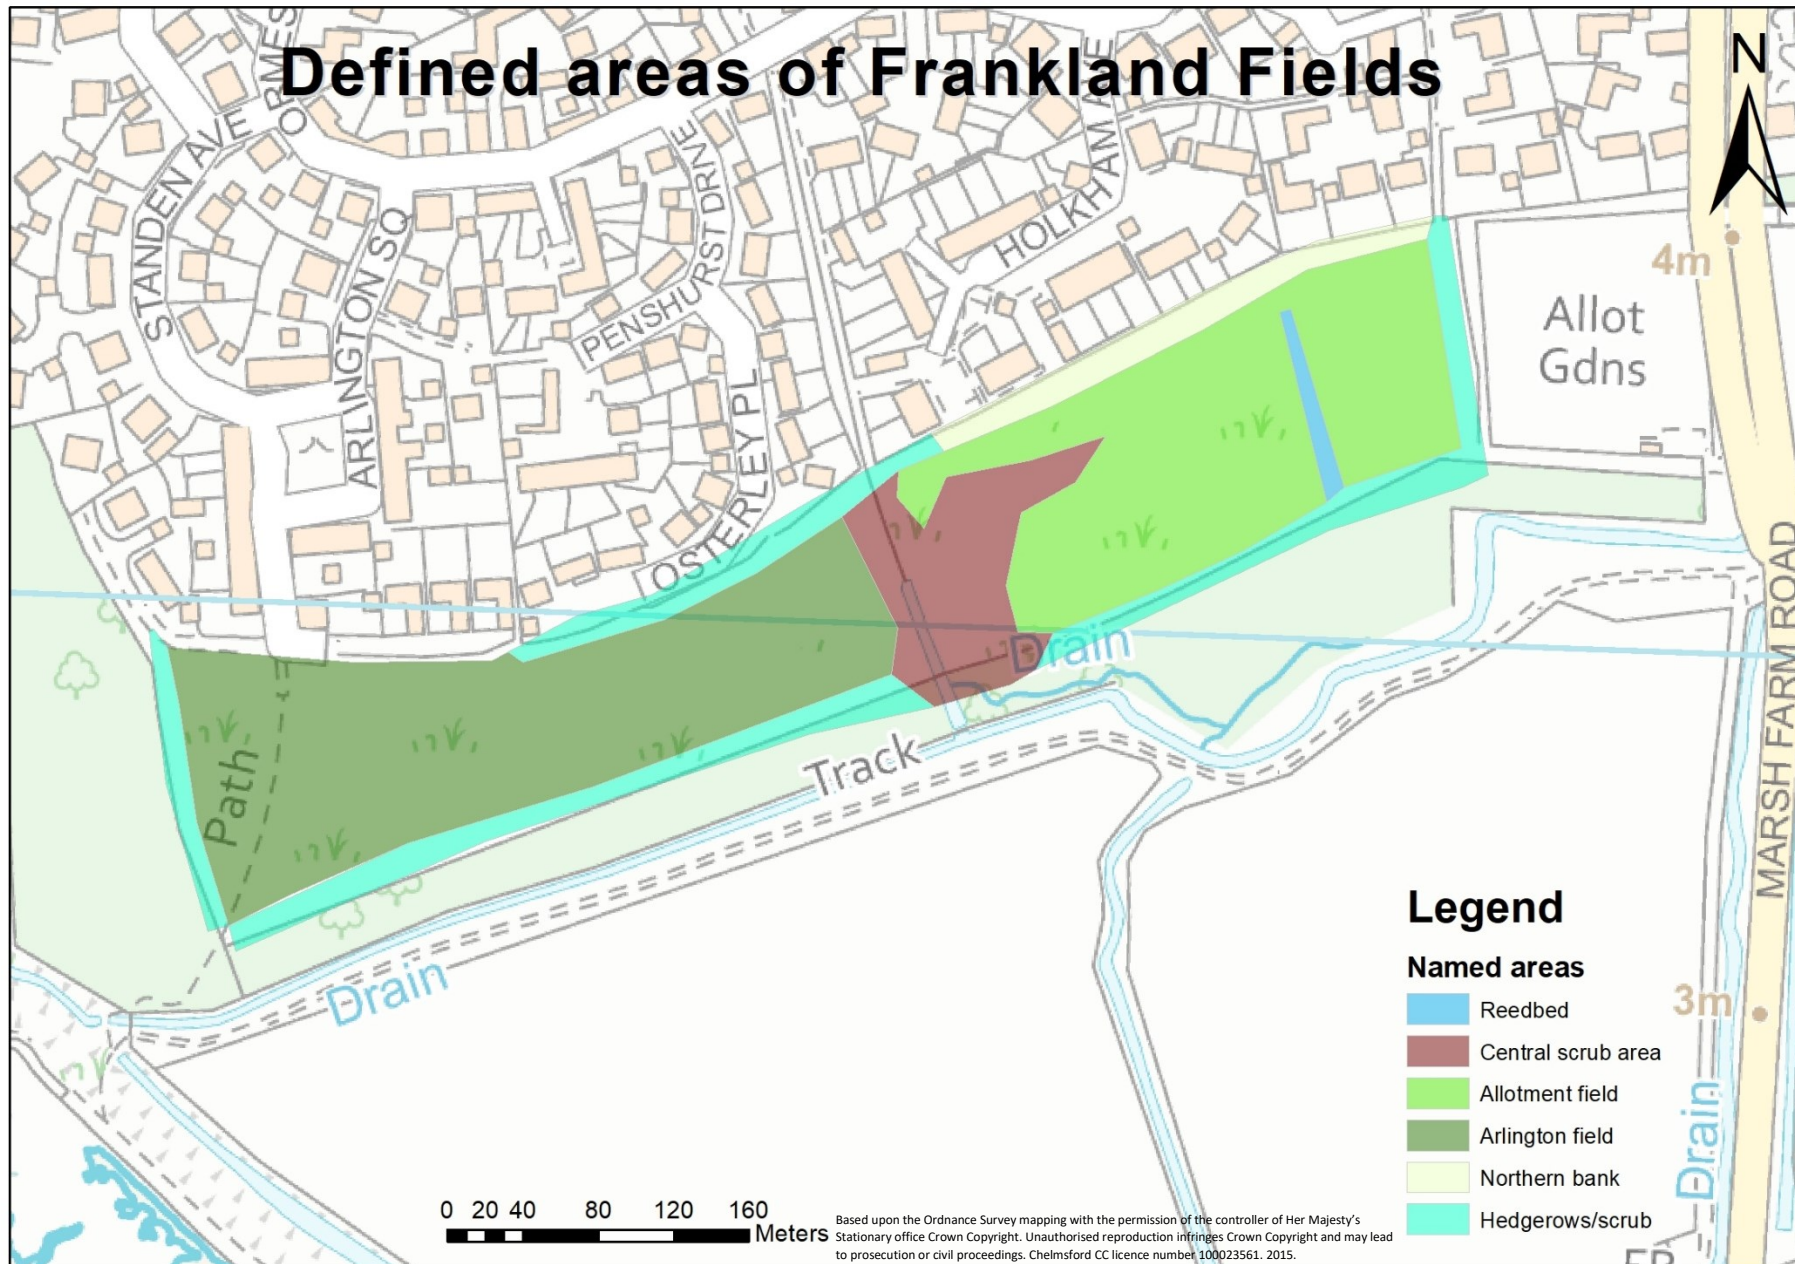 Defined areas of Frankland Fields
N
ORMES
STANDEN AVE
ARLINGTON SQ
PENSHURST DRIVE
HOLKHAM AVE
OSTERLEY PL
4m
Allot
Gdns
MARSH FARM ROAD
Drain
Path
Track
Drain
3m
Drain
Legend
Named areas
Reedbed
Central scrub area
Allotment field
Arlington field
Northern bank
Hedgerows/scrub
0 20 40 80 120 160
Meters
Based upon the Ordnance Survey mapping with the permission of the controller of Her Majesty’s
Stationary office Crown Copyright. Unauthorised reproduction infringes Crown Copyright and may lead
to prosecution or civil proceedings. Chelmsford CC licence number 100023561. 2015.